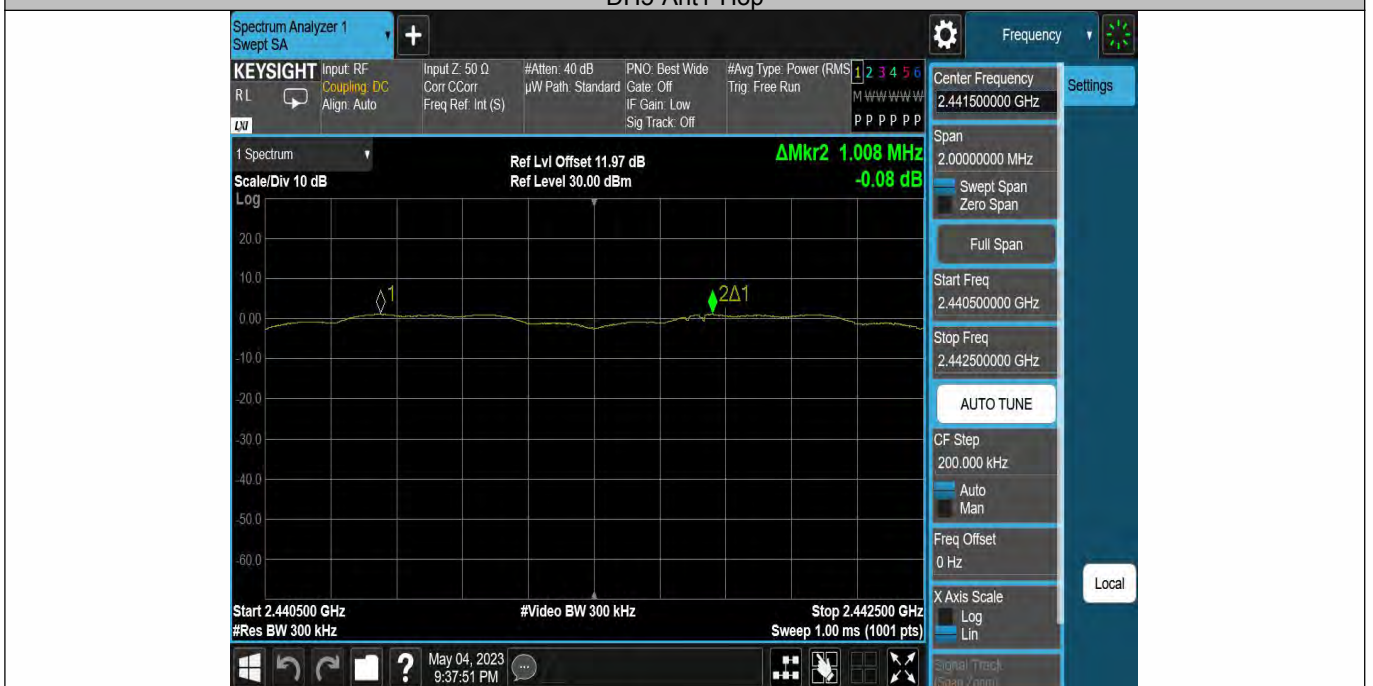 DH5-Ant1-Hop
Spectrum Analyzer 1
Swept SA
Frequency
KEYSIGHT
RL
LXI
Input: RF
Coupling: DC
Align: Auto
Input Z: 50 Ω
Corr CCorr
Freq Ref: Int (S)
#Atten: 40 dB
µW Path: Standard
PNO: Best Wide
Gate: Off
IF Gain: Low
Sig Track: Off
#Avg Type: Power (RMS
Trig: Free Run
1 2 3 4 5 6
M W W W W W
P P P P P P
Center Frequency
2.441500000 GHz
Settings
Span
2.00000000 MHz
Swept Span
Zero Span
Full Span
Start Freq
2.440500000 GHz
Stop Freq
2.442500000 GHz
AUTO TUNE
CF Step
200.000 kHz
Auto
Man
Freq Offset
0 Hz
X Axis Scale
Log
Lin
Signal Track
(Span Zoom)
Local
1 Spectrum
Scale/Div 10 dB
Log
Ref Lvl Offset 11.97 dB
Ref Level 30.00 dBm
ΔMkr2 1.008 MHz
-0.08 dB
20.0
10.0
1
2Δ1
0.00
-10.0
-20.0
-30.0
-40.0
-50.0
-60.0
Start 2.440500 GHz
#Video BW 300 kHz
Stop 2.442500 GHz
#Res BW 300 kHz
Sweep 1.00 ms (1001 pts)
?
May 04, 2023
9:37:51 PM